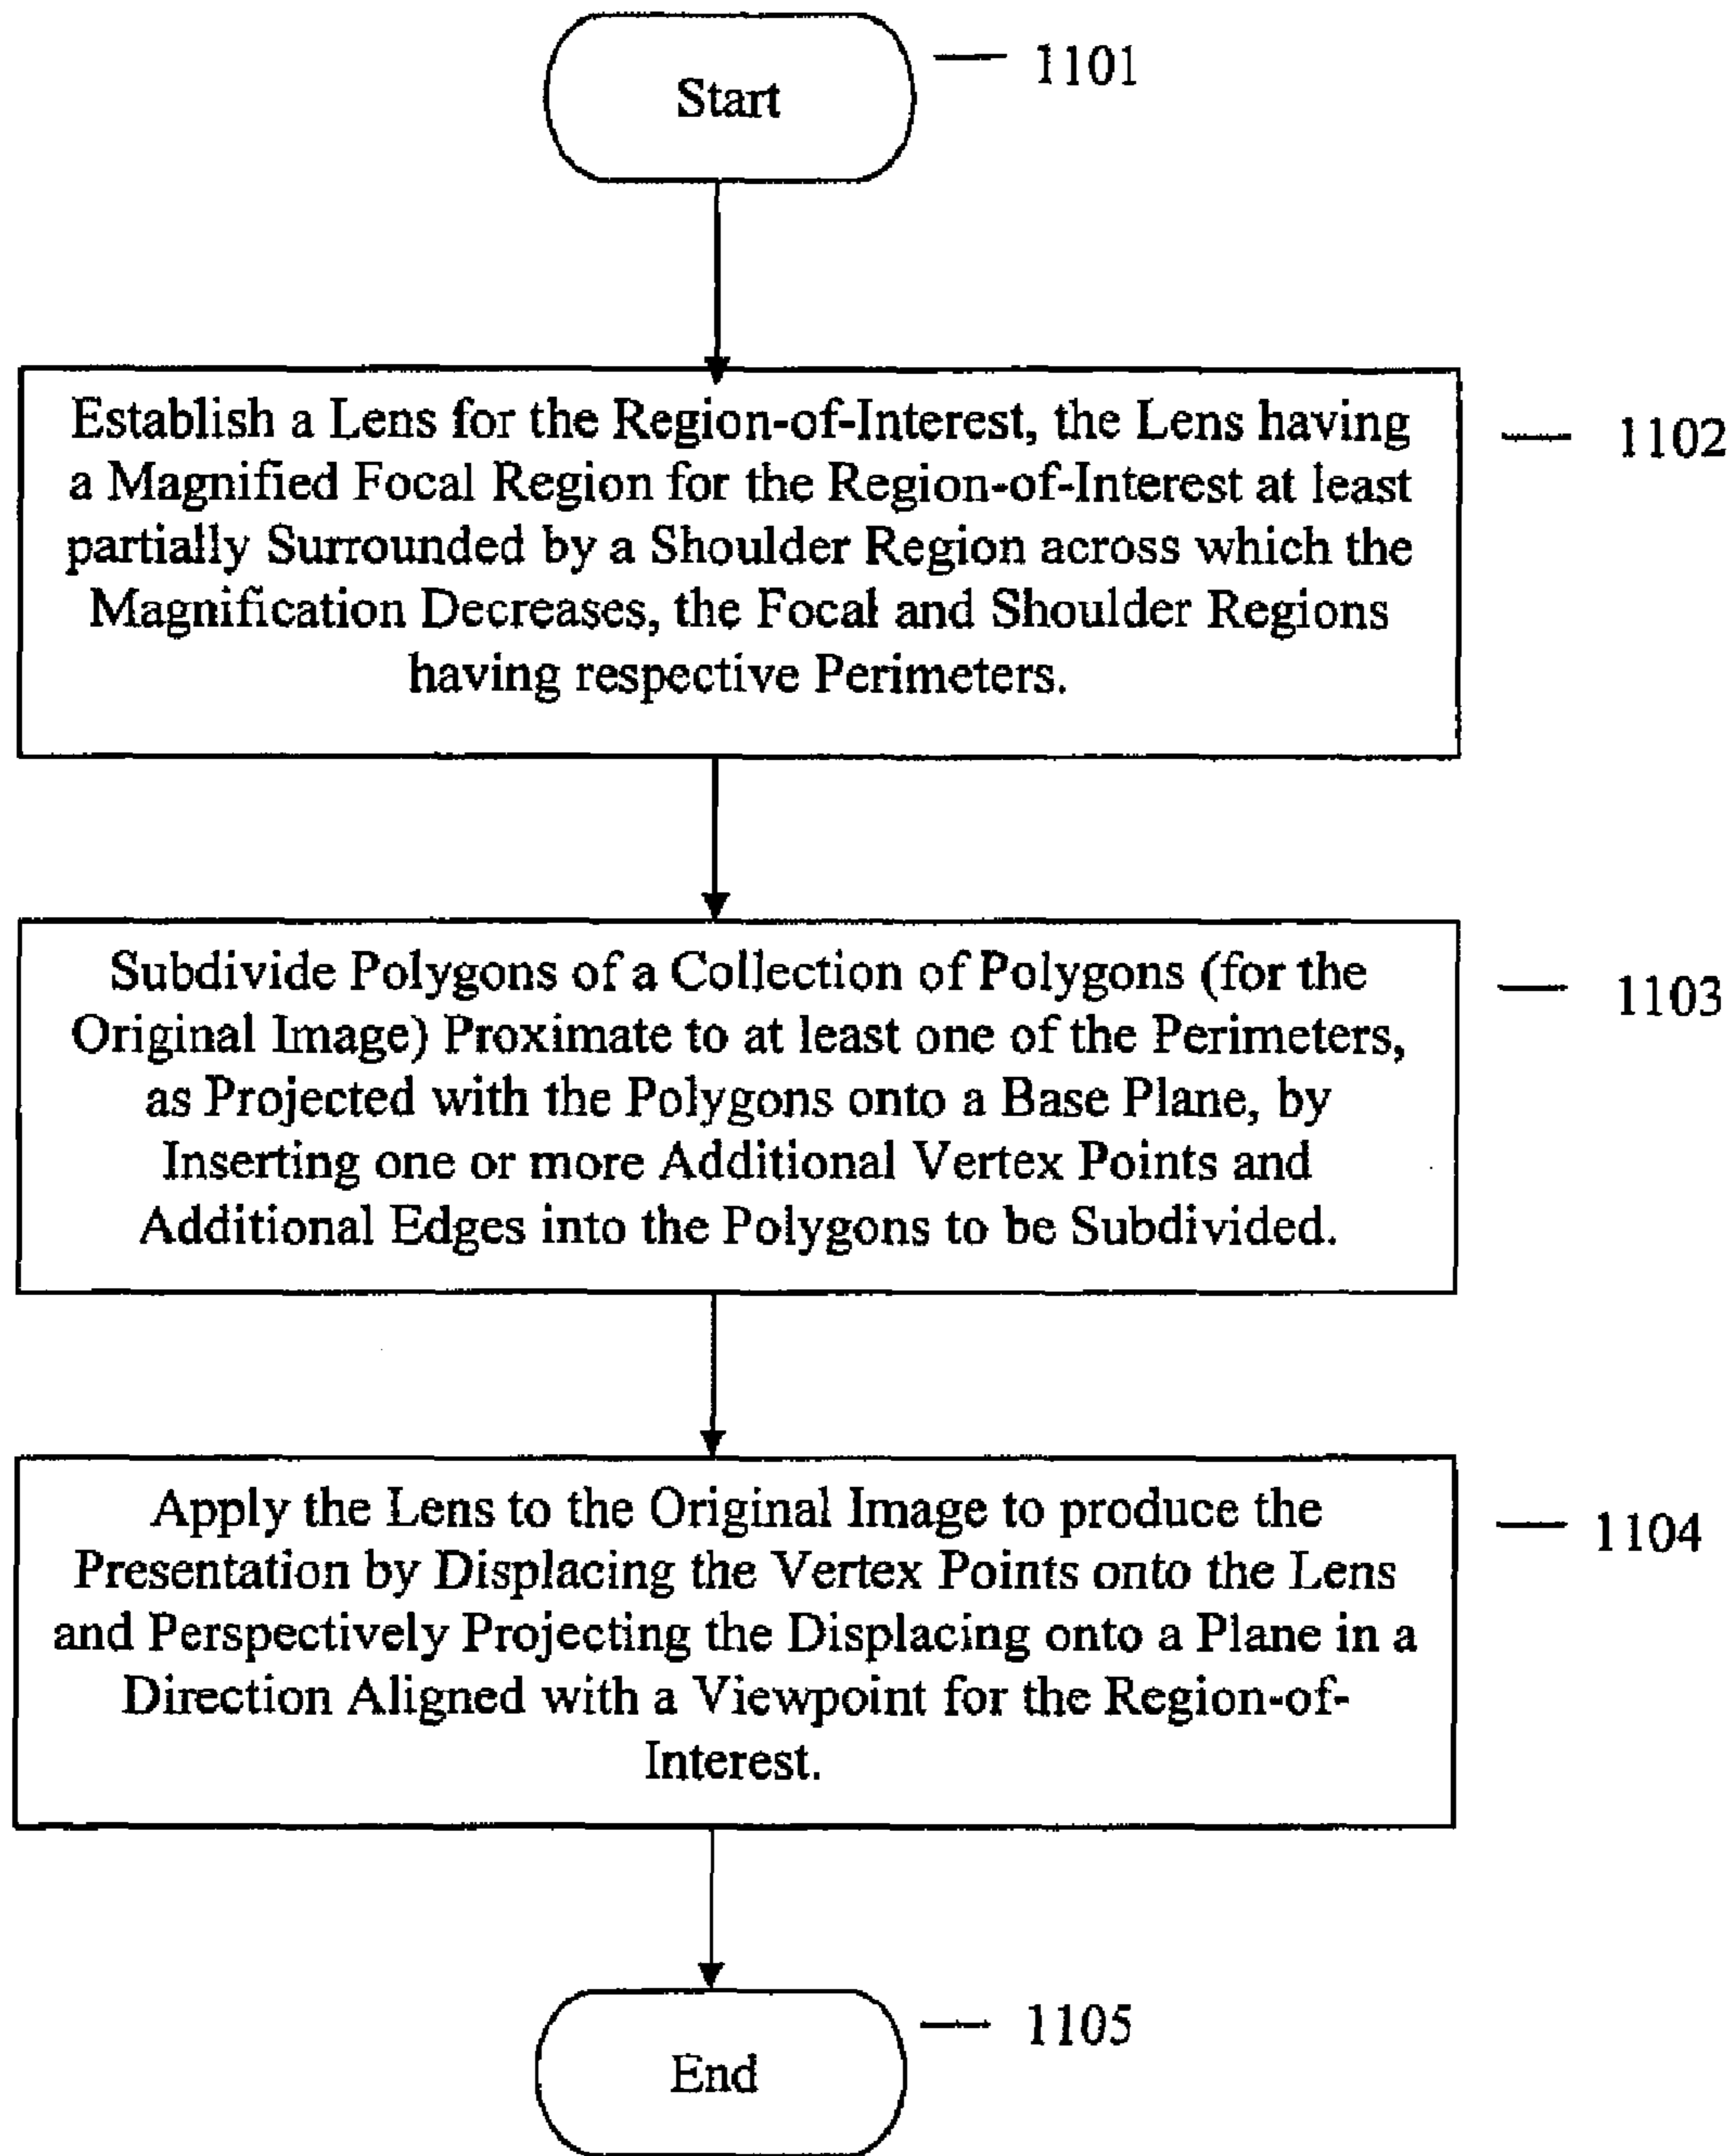 Start
1101
Establish a Lens for the Region-of-Interest, the Lens having
a Magnified Focal Region for the Region-of-Interest at least
partially Surrounded by a Shoulder Region across which the
Magnification Decreases, the Focal and Shoulder Regions
having respective Perimeters.
1102
Subdivide Polygons of a Collection of Polygons (for the
Original Image) Proximate to at least one of the Perimeters,
as Projected with the Polygons onto a Base Plane, by
Inserting one or more Additional Vertex Points and
Additional Edges into the Polygons to be Subdivided.
1103
Apply the Lens to the Original Image to produce the
Presentation by Displacing the Vertex Points onto the Lens
and Perspectively Projecting the Displacing onto a Plane in a
Direction Aligned with a Viewpoint for the Region-of-
Interest.
1104
End
1105